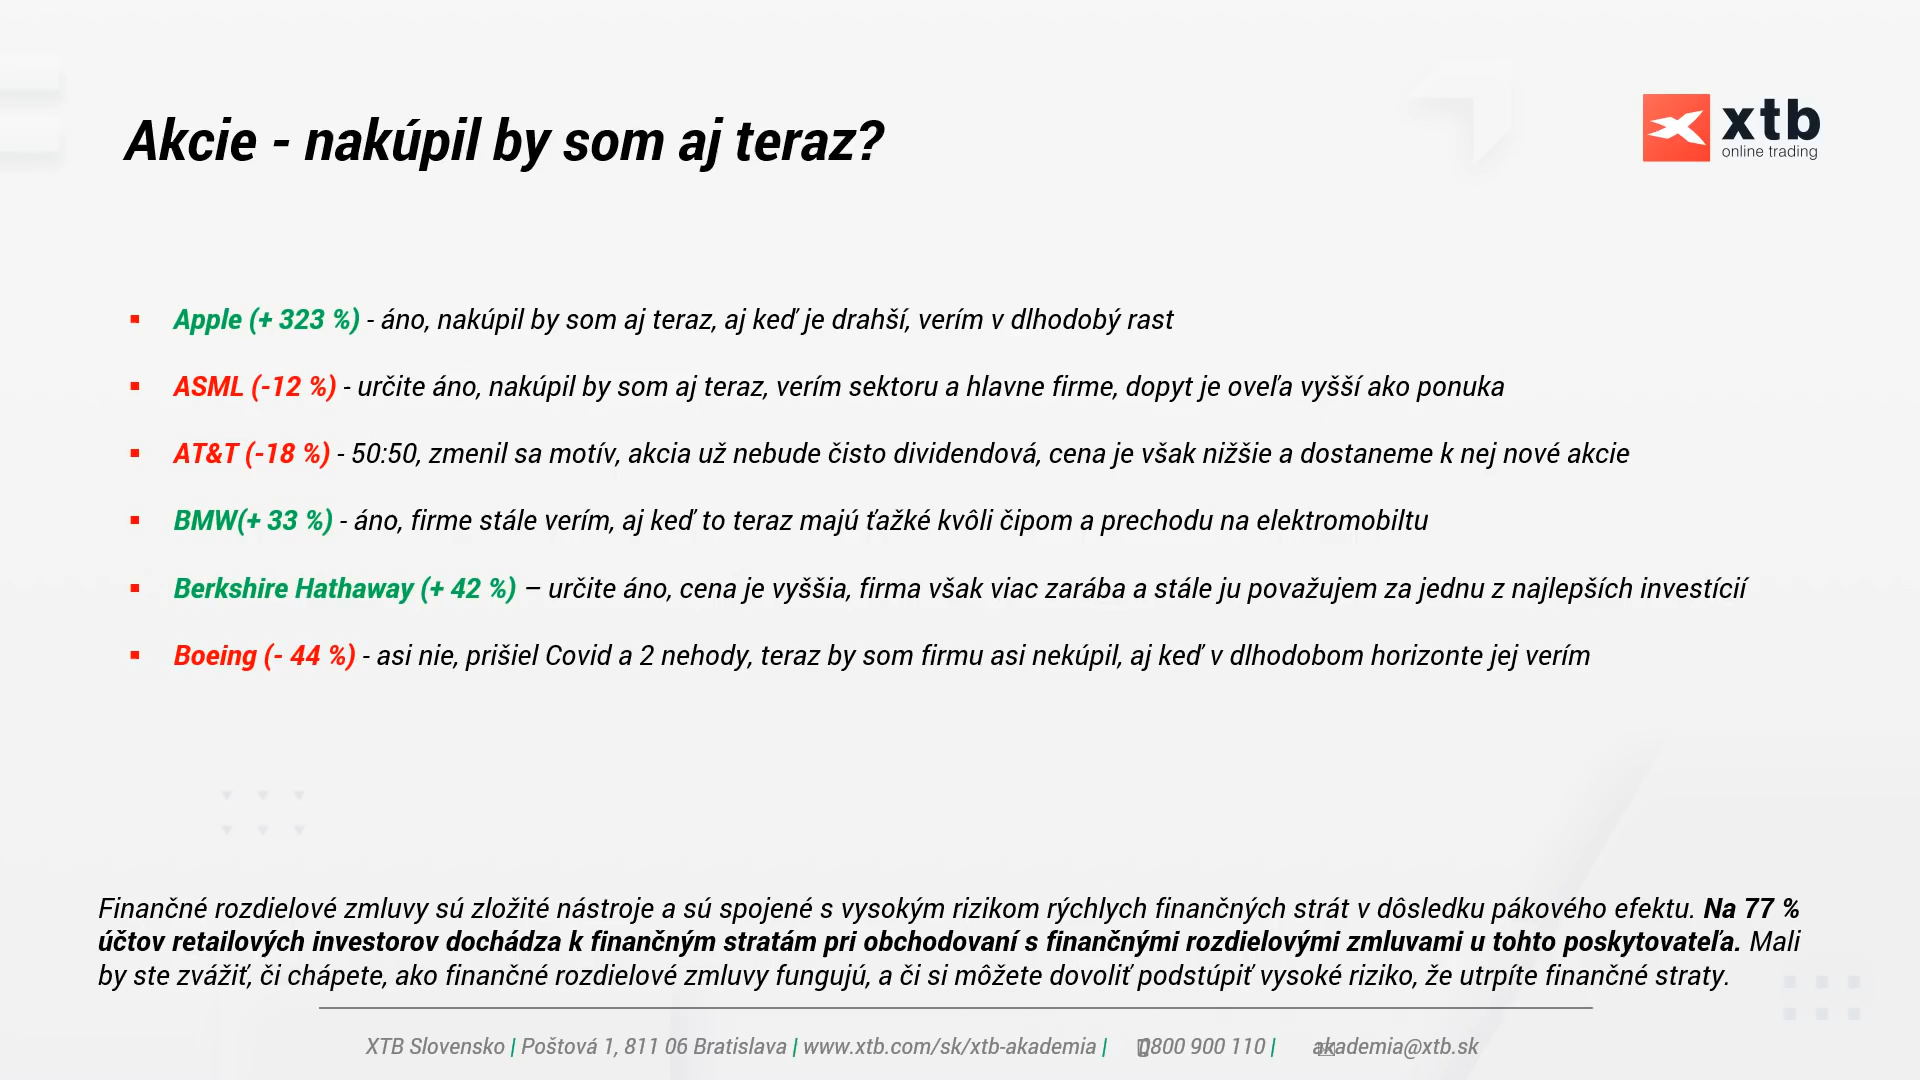 Akcie - nakúpil by som aj teraz?
xtb
online trading
Apple (+ 323 %) - áno, nakúpil by som aj teraz, aj keď je drahší, verím v dlhodobý rast
ASML (-12 %) - určite áno, nakúpil by som aj teraz, verím sektoru a hlavne firme, dopyt je oveľa vyšší ako ponuka
AT&T (-18 %) - 50:50, zmenil sa motív, akcia už nebude čisto dividendová, cena je však nižšie a dostaneme k nej nové akcie
BMW(+ 33 %) - áno, firme stále verím, aj keď to teraz majú ťažké kvôli čipom a prechodu na elektromobiltu
Berkshire Hathaway (+ 42 %) – určite áno, cena je vyššia, firma však viac zarába a stále ju považujem za jednu z najlepších investícií
Boeing (- 44 %) - asi nie, prišiel Covid a 2 nehody, teraz by som firmu asi nekúpil, aj keď v dlhodobom horizonte jej verím
Finančné rozdielové zmluvy sú zložité nástroje a sú spojené s vysokým rizikom rýchlych finančných strát v dôsledku pákového efektu. Na 77 %
účtov retailových investorov dochádza k finančným stratám pri obchodovaní s finančnými rozdielovými zmluvami u tohto poskytovateľa. Mali
by ste zvážiť, či chápete, ako finančné rozdielové zmluvy fungujú, a či si môžete dovoliť podstúpiť vysoké riziko, že utrpíte finančné straty.
XTB Slovensko | Poštová 1, 811 06 Bratislava | www.xtb.com/sk/xtb-akademia | 0800 900 110 | akademia@xtb.sk